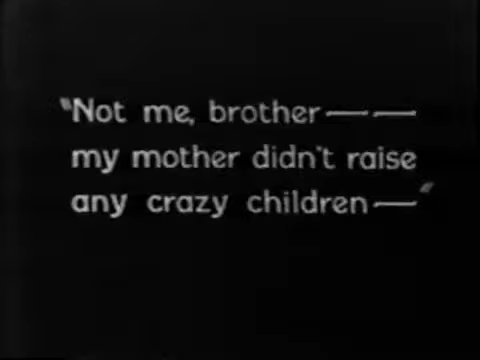 "Not me, brother — —
my mother didn't raise
any crazy children —"